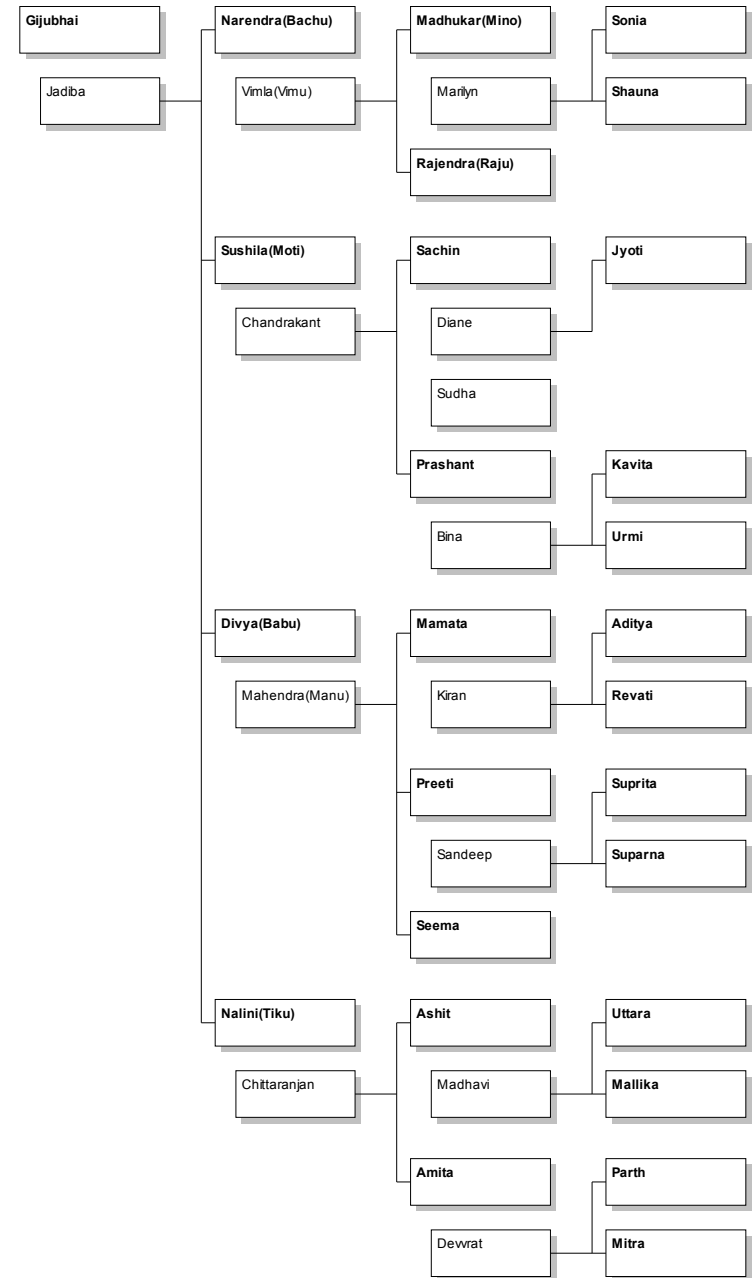 Gijubhai
Jadiba
Narendra(Bachu)
Vimla(Vimu)
Madhukar(Mino)
Marilyn
Sonia
Shauna
Rajendra(Raju)
Sushila(Moti)
Chandrakant
Sachin
Diane
Jyoti
Sudha
Prashant
Bina
Kavita
Urmi
Divya(Babu)
Mahendra(Manu)
Mamata
Kiran
Aditya
Revati
Preeti
Sandeep
Suprita
Suparna
Seema
Nalini(Tiku)
Chittaranjan
Ashit
Madhavi
Uttara
Mallika
Amita
Devvrat
Parth
Mitra